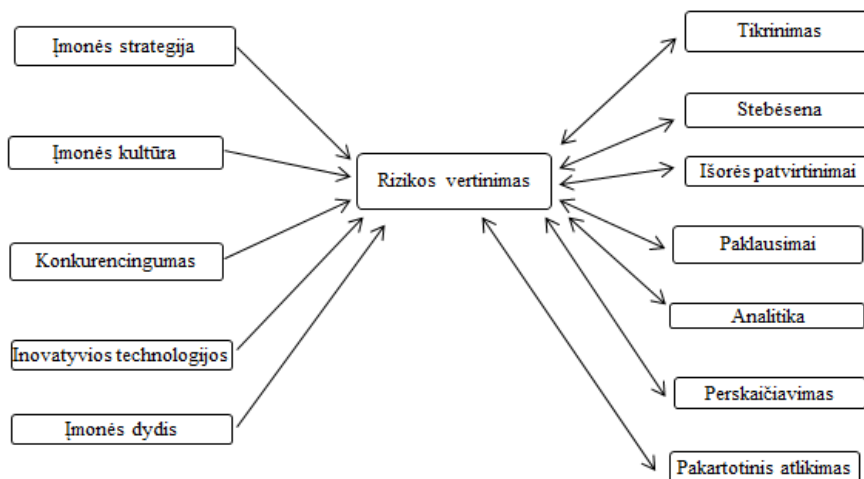 Įmonės strategija
Įmonės kultūra
Konkurencingumas
Inovatyvios technologijos
Įmonės dydis
Rizikos vertinimas
Tikrinimas
Stebėsena
Išorės patvirtinimai
Paklausimai
Analitika
Perskaičiavimas
Pakartotinis atlikimas